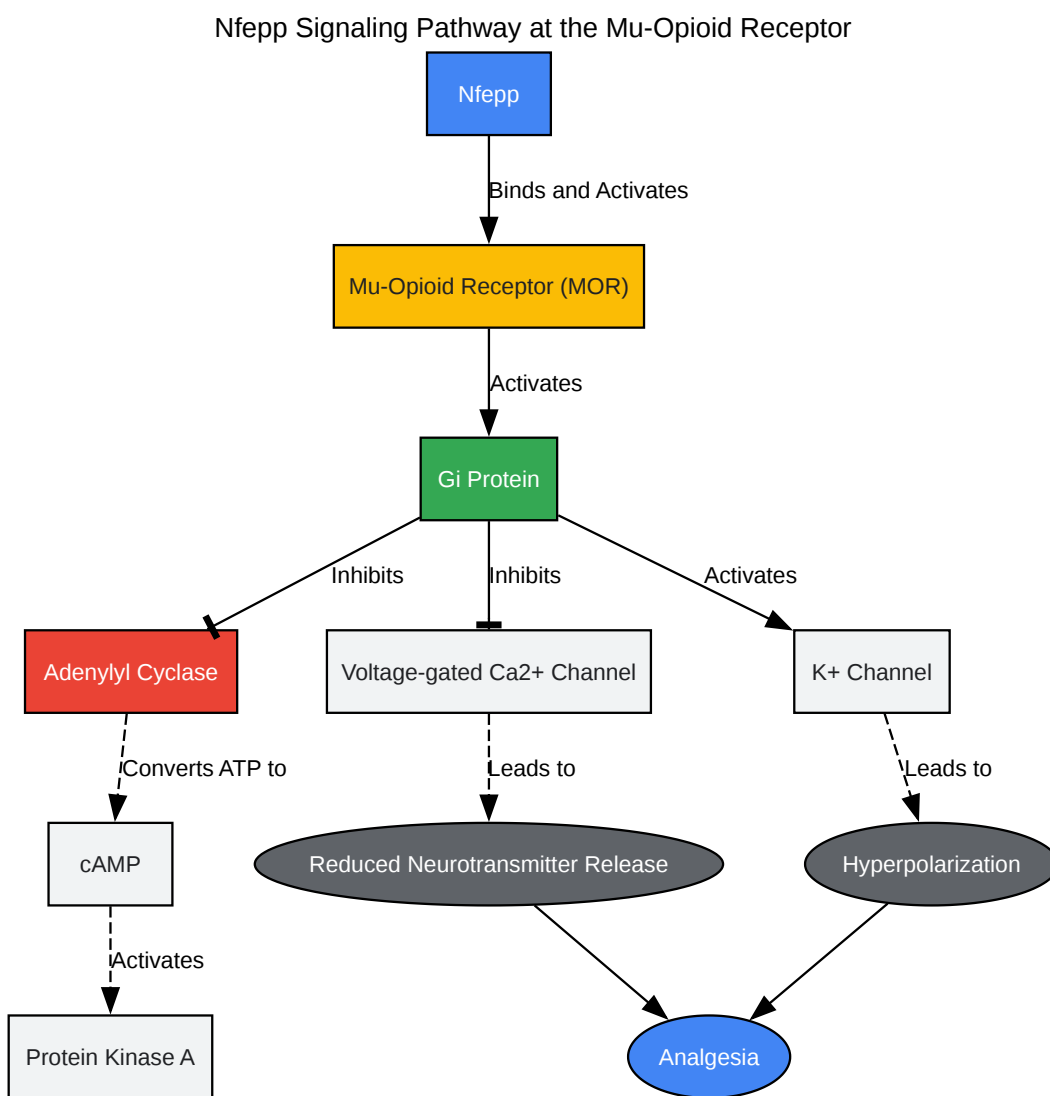 Nfepp Signaling Pathway at the Mu-Opioid Receptor
Nfepp
Binds and Activates
Mu-Opioid Receptor (MOR)
Activates
Gi Protein
Inhibits
Inhibits
Activates
Adenylyl Cyclase
Voltage-gated Ca2+ Channel
K+ Channel
Converts ATP to
Leads to
Leads to
cAMP
Reduced Neurotransmitter Release
Hyperpolarization
Activates
Protein Kinase A
Analgesia